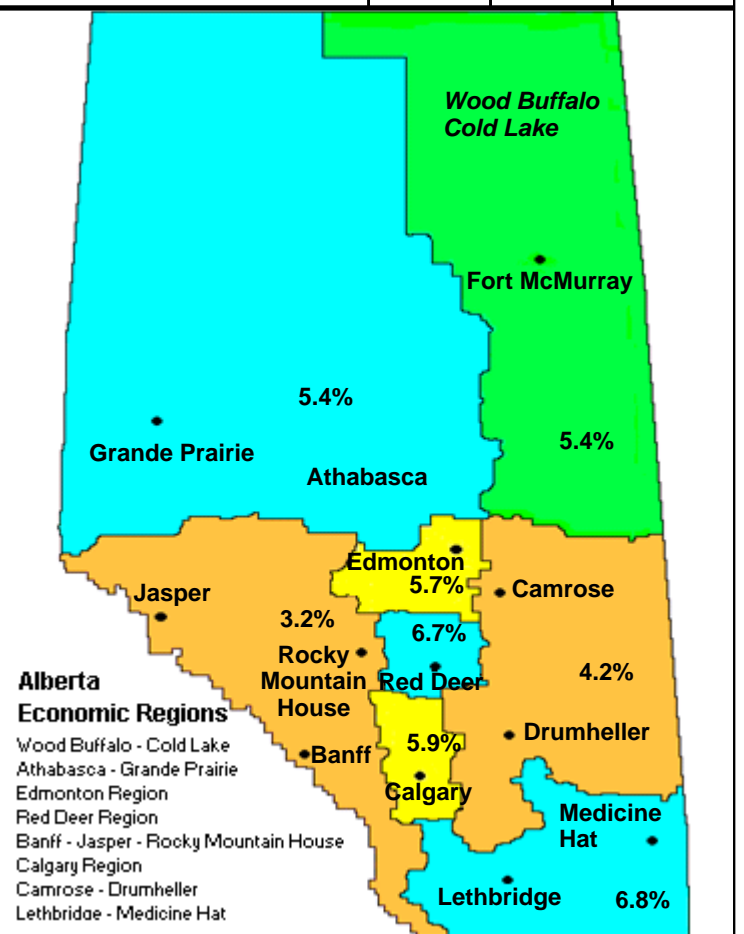 Wood Buffalo
Cold Lake
Fort McMurray
5.4%
Grande Prairie
5.4%
Athabasca
Edmonton
5.7%
Jasper
Camrose
3.2%
6.7%
Rocky
Mountain
House
Red Deer
4.2%
Drumheller
5.9%
Banff
Calgary
Medicine
Hat
Lethbridge
6.8%
Alberta
Economic Regions
Wood Buffalo - Cold Lake
Athabasca - Grande Prairie
Edmonton Region
Red Deer Region
Banff - Jasper - Rocky Mountain House
Calgary Region
Camrose - Drumheller
Lethbridge - Medicine Hat